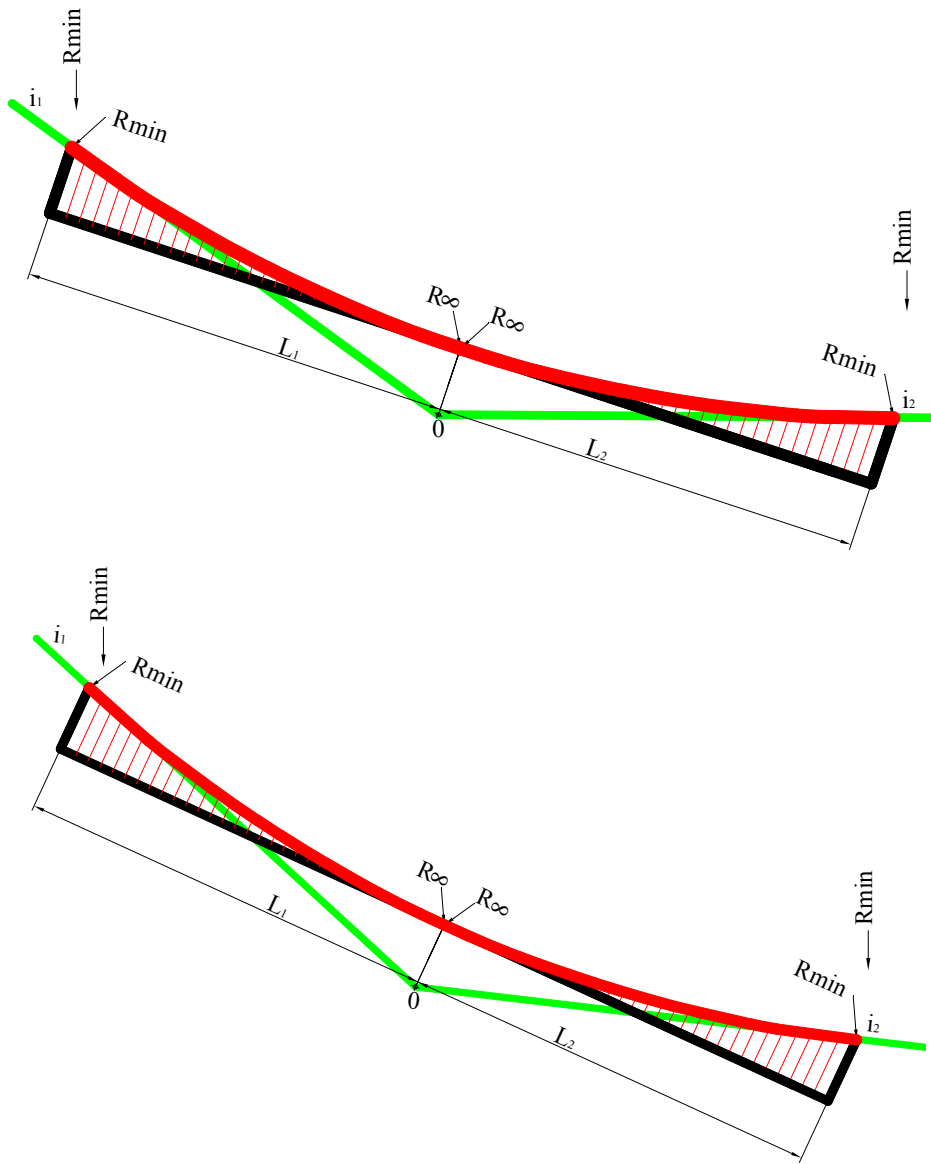 Rmin
i₁
Rmin
Rmin
R∞
R∞
L₁
Rmin
i₂
0
L₂
Rmin
i₁
Rmin
Rmin
R∞
R∞
L₁
Rmin
0
i₂
L₂